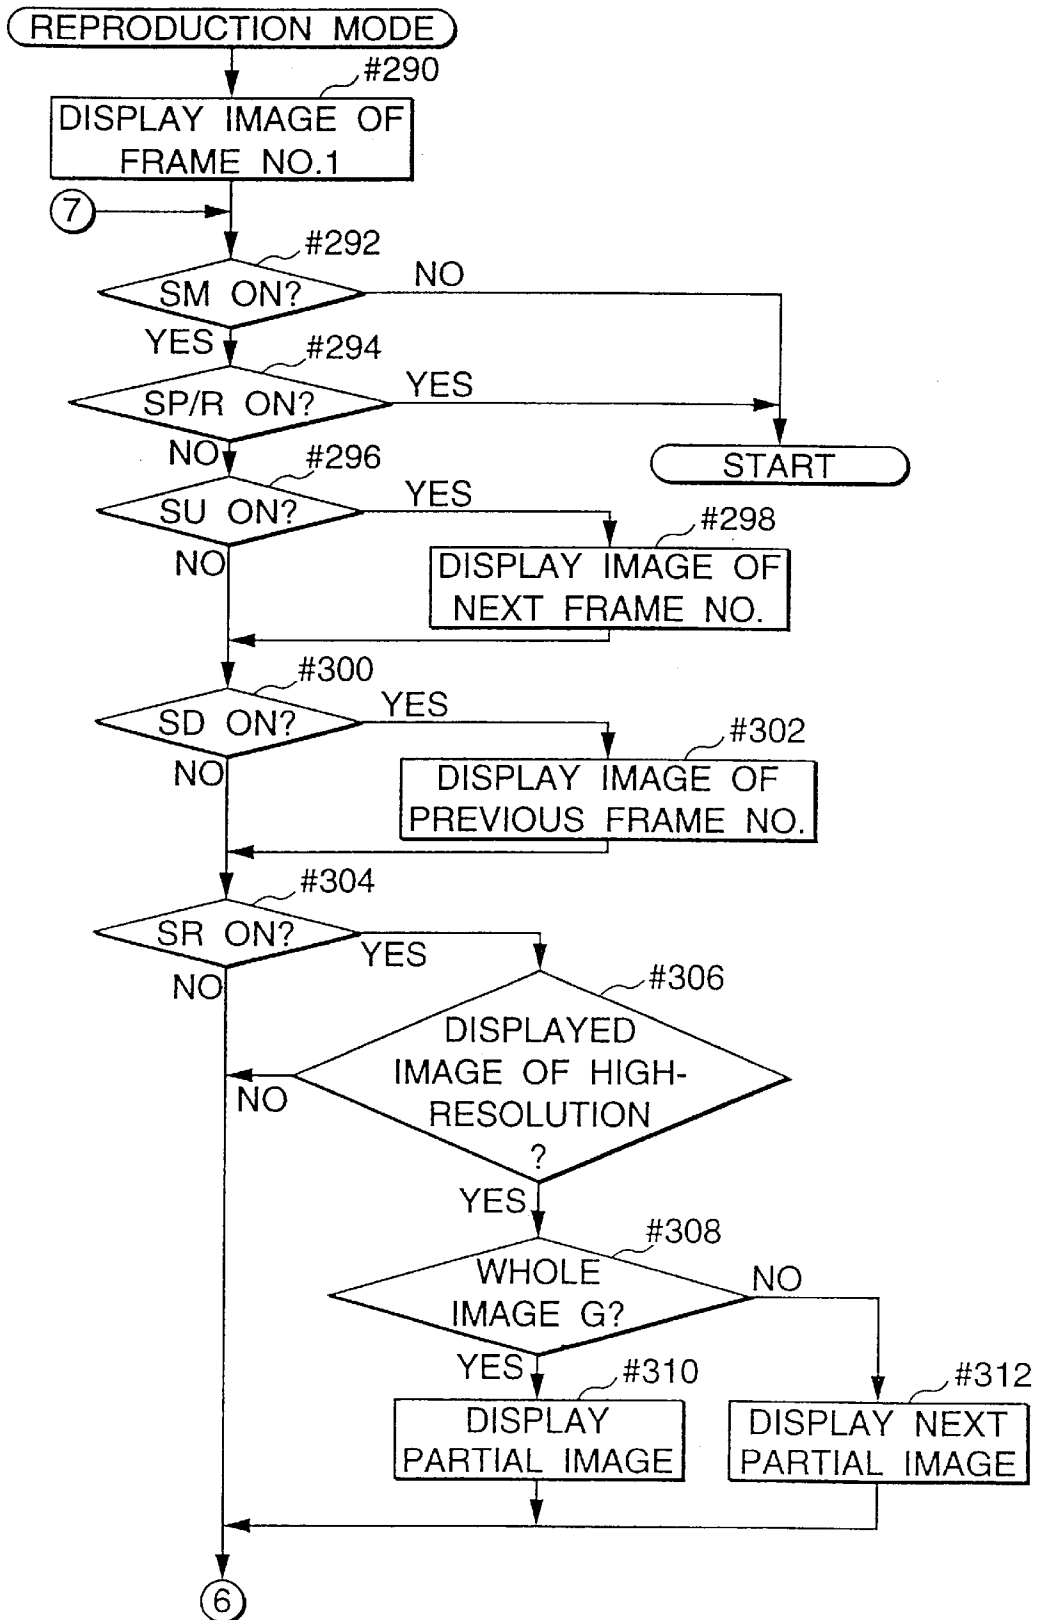 REPRODUCTION MODE
#290
DISPLAY IMAGE OF
FRAME NO.1
7
#292
SM ON?
NO
YES
#294
SP/R ON?
YES
NO
START
#296
SU ON?
YES
NO
#298
DISPLAY IMAGE OF
NEXT FRAME NO.
#300
SD ON?
YES
NO
#302
DISPLAY IMAGE OF
PREVIOUS FRAME NO.
#304
SR ON?
YES
NO
#306
DISPLAYED
IMAGE OF HIGH-
RESOLUTION
?
NO
YES
#308
WHOLE
IMAGE G?
NO
YES
#310
DISPLAY
PARTIAL IMAGE
#312
DISPLAY NEXT
PARTIAL IMAGE
6